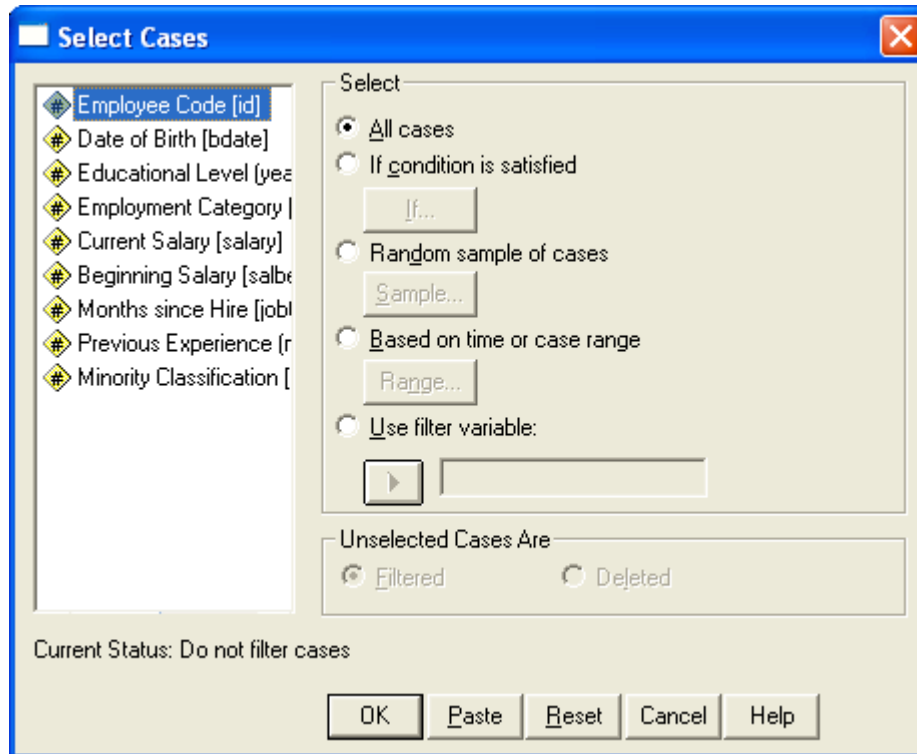 Select Cases
Employee Code [id]
Date of Birth [bdate]
Educational Level (yea
Employment Category [
Current Salary [salary]
Beginning Salary [salbe
Months since Hire [jobt
Previous Experience (r
Minority Classification [
Select
All cases
If condition is satisfied
If...
Random sample of cases
Sample...
Based on time or case range
Range...
Use filter variable:
Unselected Cases Are
Filtered
Deleted
Current Status: Do not filter cases
OK
Paste
Reset
Cancel
Help